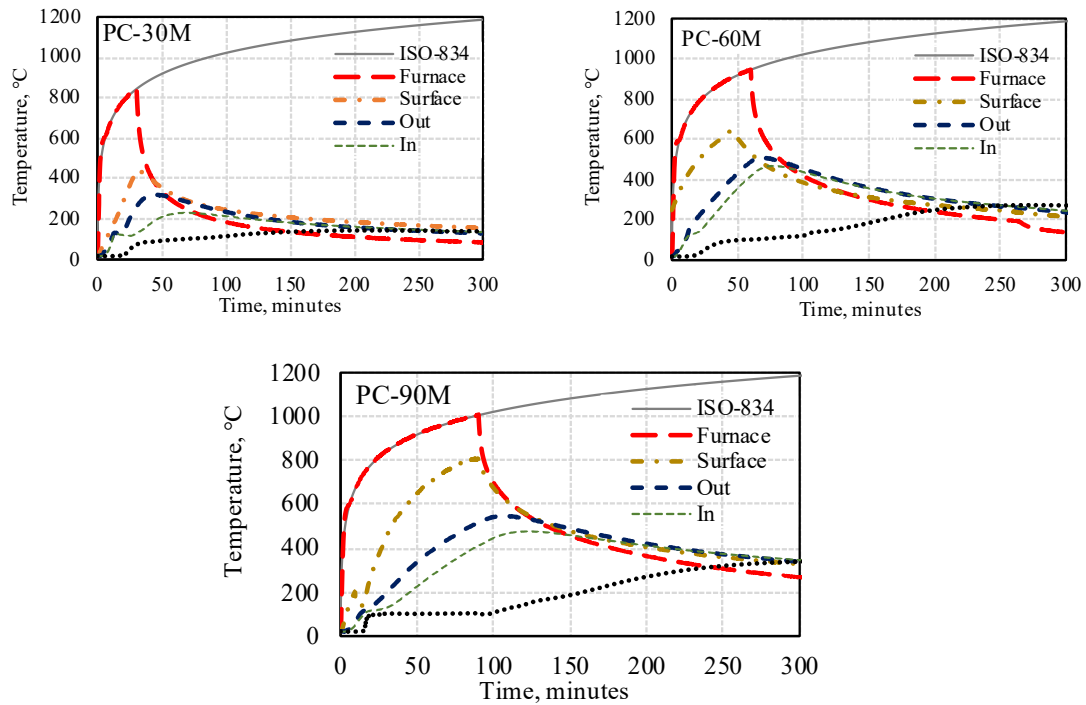 PC-30M
Temperature, °C
1200
1000
800
600
400
200
0
ISO-834
Furnace
Surface
Out
In
0 50 100 150 200 250 300
Time, minutes
PC-60M
Temperature, °C
1200
1000
800
600
400
200
0
ISO-834
Furnace
Surface
Out
In
0 50 100 150 200 250 300
Time, minutes
PC-90M
Temperature, °C
1200
1000
800
600
400
200
0
ISO-834
Furnace
Surface
Out
In
0 50 100 150 200 250 300
Time, minutes